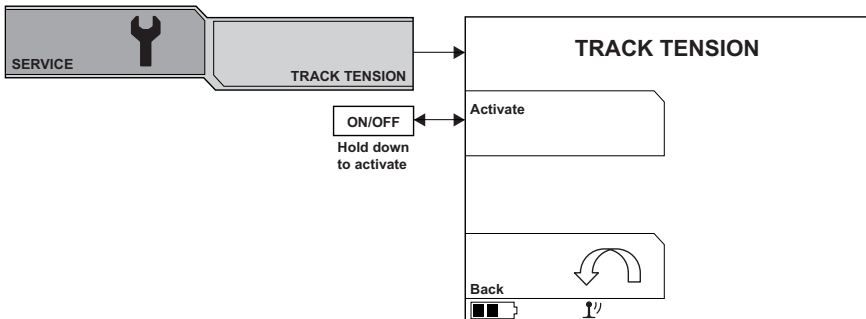 SERVICE
TRACK TENSION
TRACK TENSION
ON/OFF
Hold down
to activate
Activate
Back